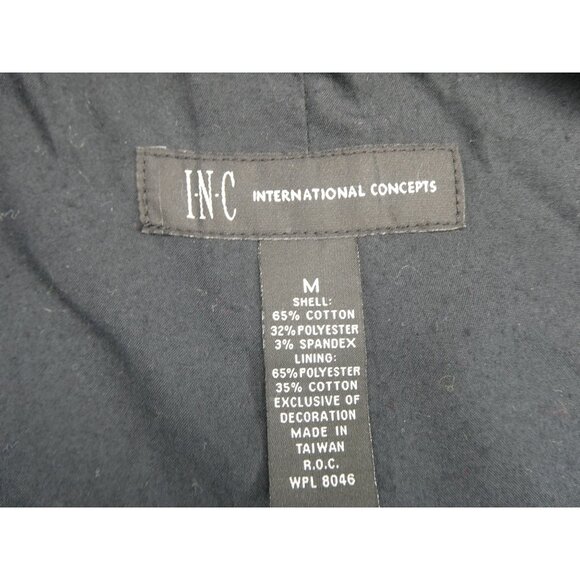 I·N·C INTERNATIONAL CONCEPTS
M
SHELL:
65% COTTON
32% POLYESTER
3% SPANDEX
LINING:
65% POLYESTER
35% COTTON
EXCLUSIVE OF
DECORATION
MADE IN
TAIWAN
R.O.C.
WPL 8046